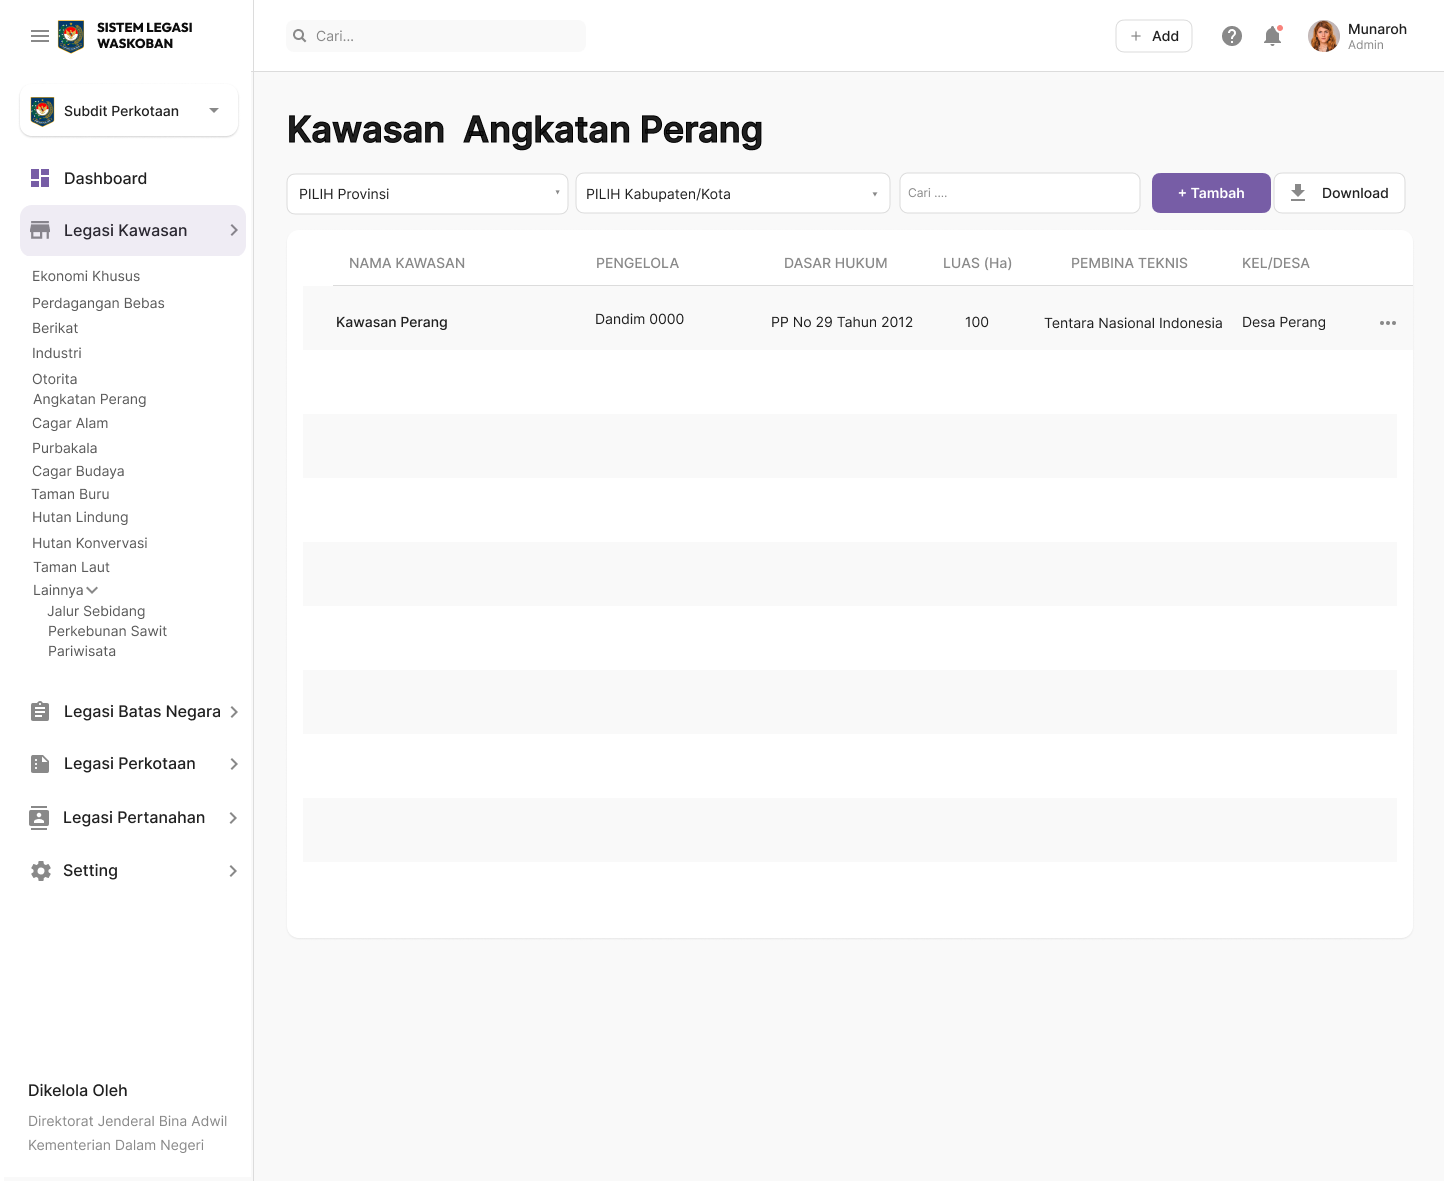 SISTEM LEGASI
WASKOBAN
Cari...
+ Add
Munaroh
Admin
Subdit Perkotaan
Dashboard
Legasi Kawasan
Ekonomi Khusus
Perdagangan Bebas
Berikat
Industri
Otorita
Angkatan Perang
Cagar Alam
Purbakala
Cagar Budaya
Taman Buru
Hutan Lindung
Hutan Konvervasi
Taman Laut
Lainnya
Jalur Sebidang
Perkebunan Sawit
Pariwisata
Legasi Batas Negara
Legasi Perkotaan
Legasi Pertanahan
Setting
Dikelola Oleh
Direktorat Jenderal Bina Adwil
Kementerian Dalam Negeri
Kawasan Angkatan Perang
PILIH Provinsi
PILIH Kabupaten/Kota
Cari ....
+ Tambah
Download
NAMA KAWASAN PENGELOLA DASAR HUKUM LUAS (Ha) PEMBINA TEKNIS KEL/DESA
Kawasan Perang Dandim 0000 PP No 29 Tahun 2012 100 Tentara Nasional Indonesia Desa Perang